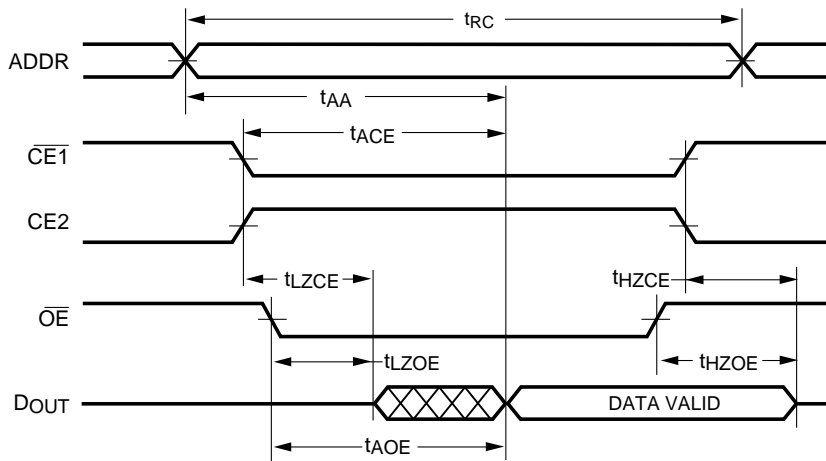 tRC
ADDR
tAA
tACE
CE1
CE2
tLZCE
tHZCE
OE
tLZOE
tHZOE
DOUT
DATA VALID
tAOE